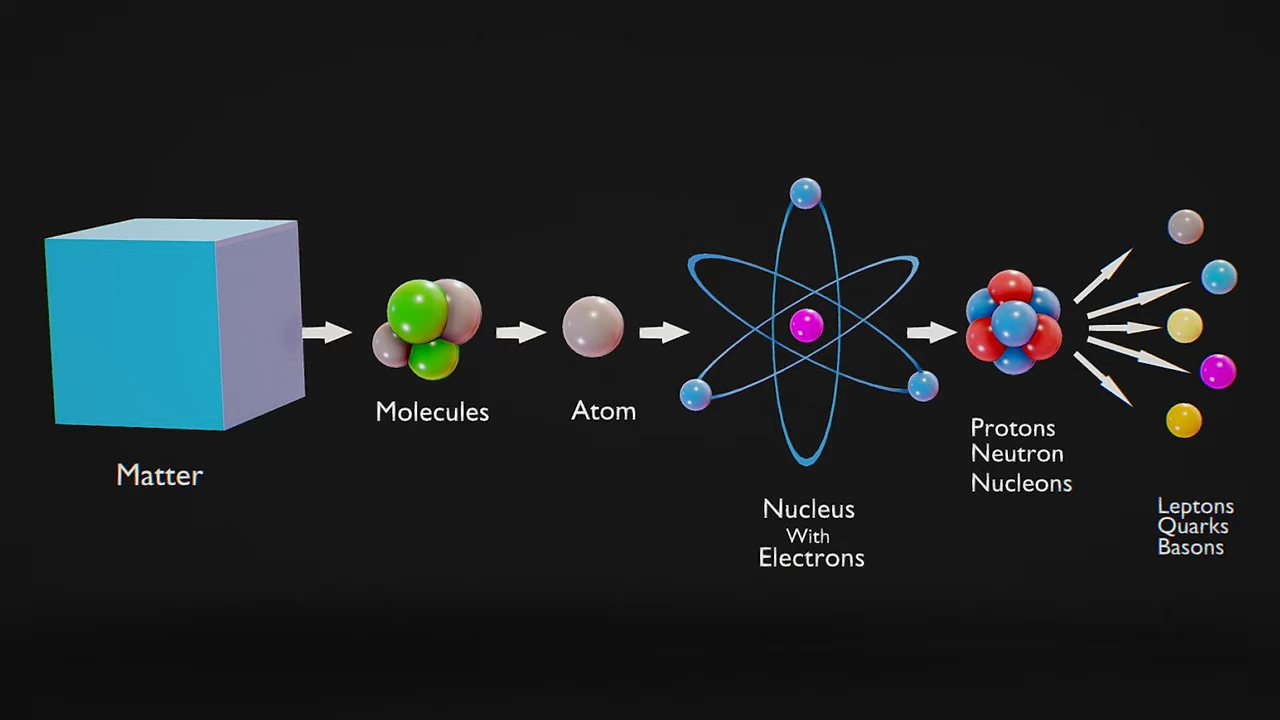 Matter
Molecules
Atom
Nucleus
With
Electrons
Protons
Neutron
Nucleons
Leptons
Quarks
Basons